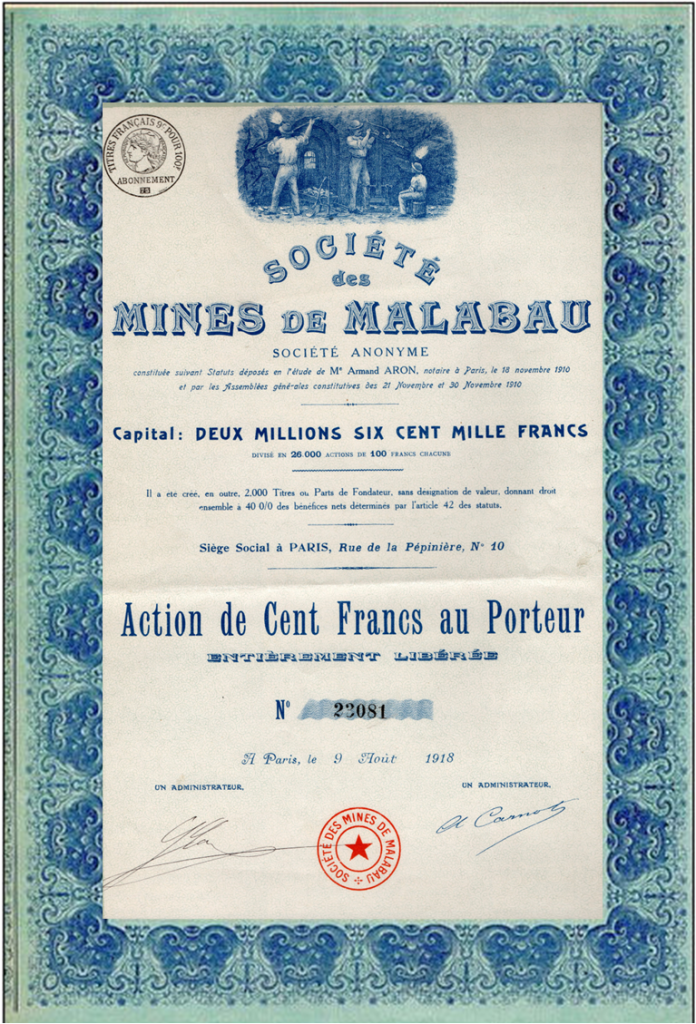 TITRES FRANÇAIS 9c POUR 100f
ABONNEMENT
SOCIÉTÉ
des
MINES DE MALABAU
SOCIÉTÉ ANONYME
constituée suivant Statuts déposés en l'étude de Me Armand ARON, notaire à Paris, le 18 novembre 1910
et par les Assemblées générales constitutives des 21 Novembre et 30 Novembre 1910
Capital: DEUX MILLIONS SIX CENT MILLE FRANCS
DIVISÉ EN 26.000 ACTIONS DE 100 FRANCS CHACUNE
Il a été créé, en outre, 2,000 Titres ou Parts de Fondateur, sans désignation de valeur, donnant droit
ensemble à 40 0/0 des bénéfices nets déterminés par l'article 42 des statuts.
Siège Social à PARIS, Rue de la Pépinière, No 10
Action de Cent Francs au Porteur
ENTIÈREMENT LIBÉRÉE
No 23081
A Paris, le 9 Août 1918
UN ADMINISTRATEUR,
UN ADMINISTRATEUR,
A Carnot
SOCIÉTÉ DES MINES DE MALABAU